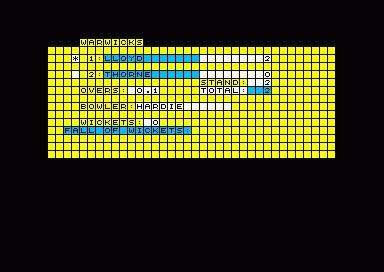 WARWICKS
* 1:LLOYD 2
2:THORNE 0
STAND: 2
OVERS: 0.1 TOTAL: 2
BOWLER:HARDIE
WICKETS: 0
FALL OF WICKETS: